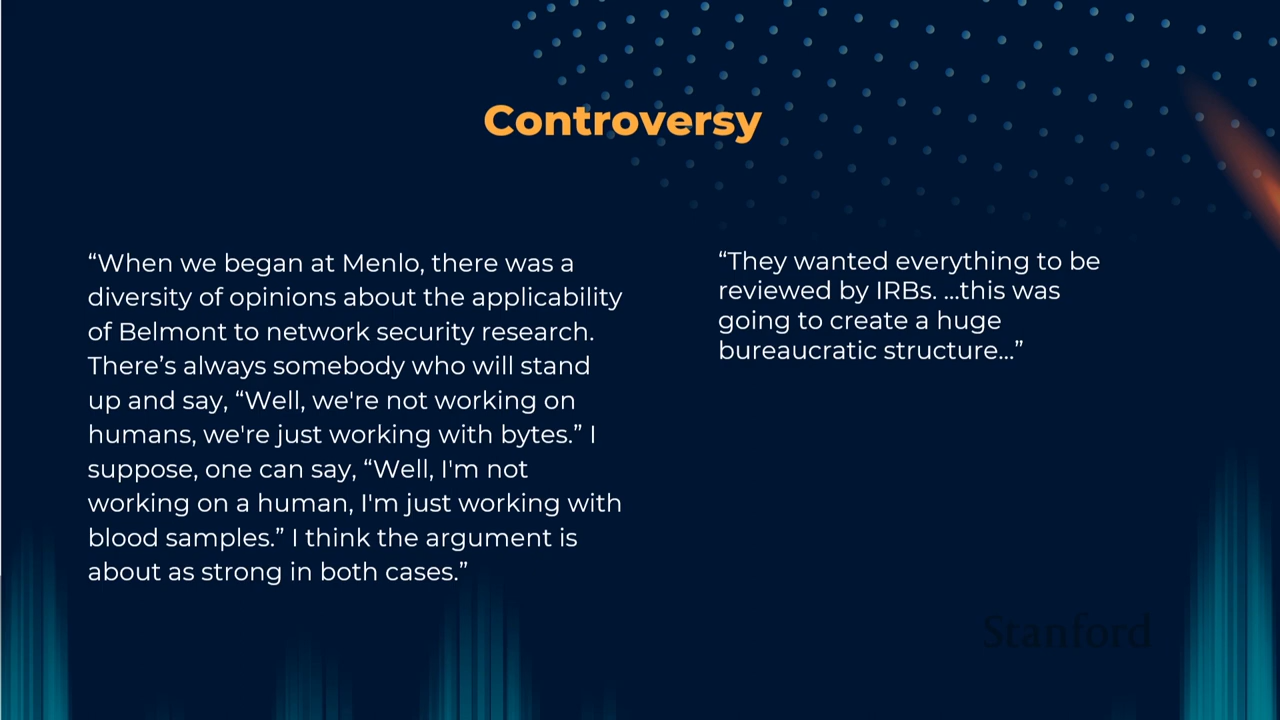 Controversy
“When we began at Menlo, there was a
diversity of opinions about the applicability
of Belmont to network security research.
There’s always somebody who will stand
up and say, “Well, we're not working on
humans, we're just working with bytes.” I
suppose, one can say, “Well, I'm not
working on a human, I'm just working with
blood samples.” I think the argument is
about as strong in both cases.”
“They wanted everything to be
reviewed by IRBs. ...this was
going to create a huge
bureaucratic structure...”
Stanford